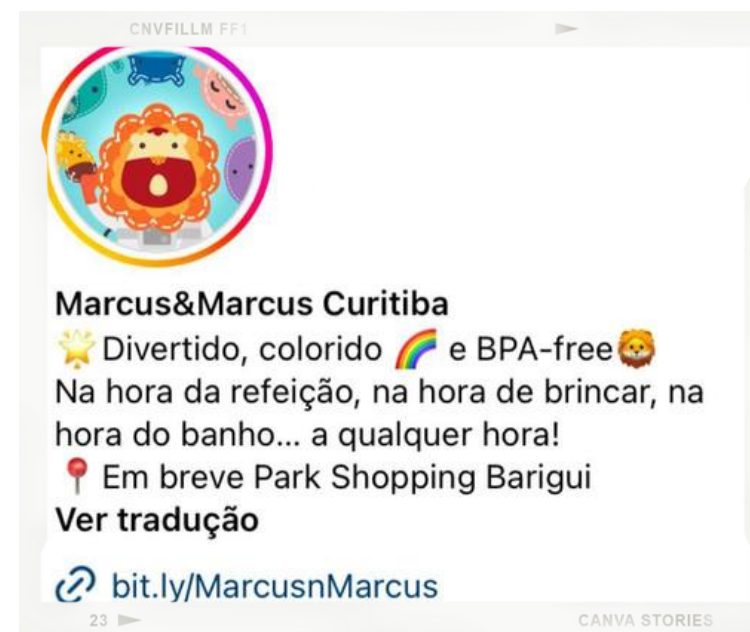 CNVFILLM FF1
Marcus&Marcus Curitiba
🌟 Divertido, colorido 🌈 e BPA-free🦁
Na hora da refeição, na hora de brincar, na
hora do banho... a qualquer hora!
📍 Em breve Park Shopping Barigui
Ver tradução
bit.ly/MarcusnMarcus
23
CANVA STORIES